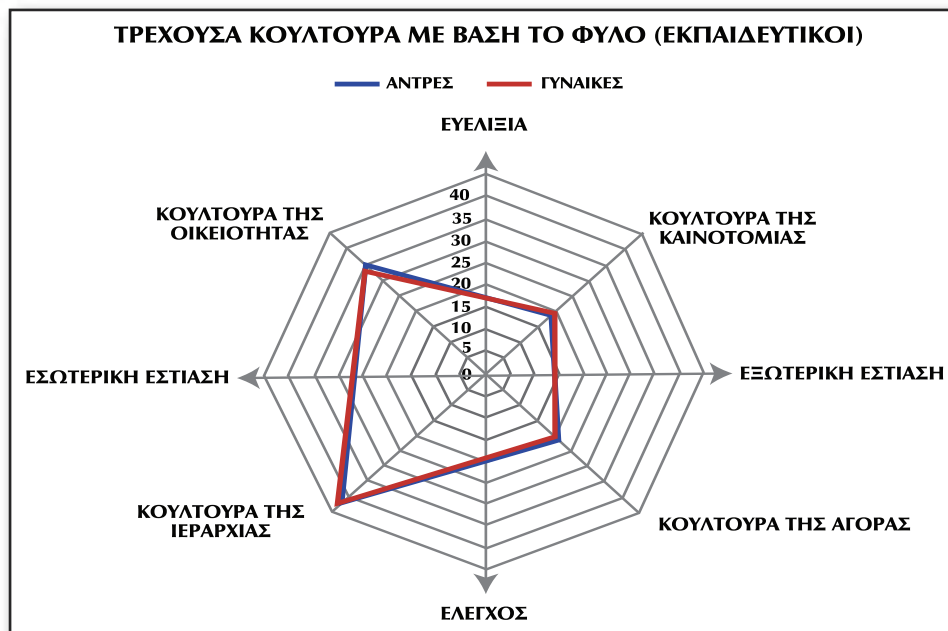 ΤΡΕΧΟΥΣΑ ΚΟΥΛΤΟΥΡΑ ΜΕ ΒΑΣΗ ΤΟ ΦΥΛΟ (ΕΚΠΑΙΔΕΥΤΙΚΟΙ)
ΑΝΤΡΕΣ ΓΥΝΑΙΚΕΣ
ΕΥΕΛΙΞΙΑ
ΚΟΥΛΤΟΥΡΑ ΤΗΣ
ΟΙΚΕΙΟΤΗΤΑΣ
ΚΟΥΛΤΟΥΡΑ ΤΗΣ
ΚΑΙΝΟΤΟΜΙΑΣ
40
35
30
25
20
15
10
5
0
ΕΣΩΤΕΡΙΚΗ ΕΣΤΙΑΣΗ
ΕΞΩΤΕΡΙΚΗ ΕΣΤΙΑΣΗ
ΚΟΥΛΤΟΥΡΑ ΤΗΣ
ΙΕΡΑΡΧΙΑΣ
ΚΟΥΛΤΟΥΡΑ ΤΗΣ ΑΓΟΡΑΣ
ΕΛΕΓΧΟΣ